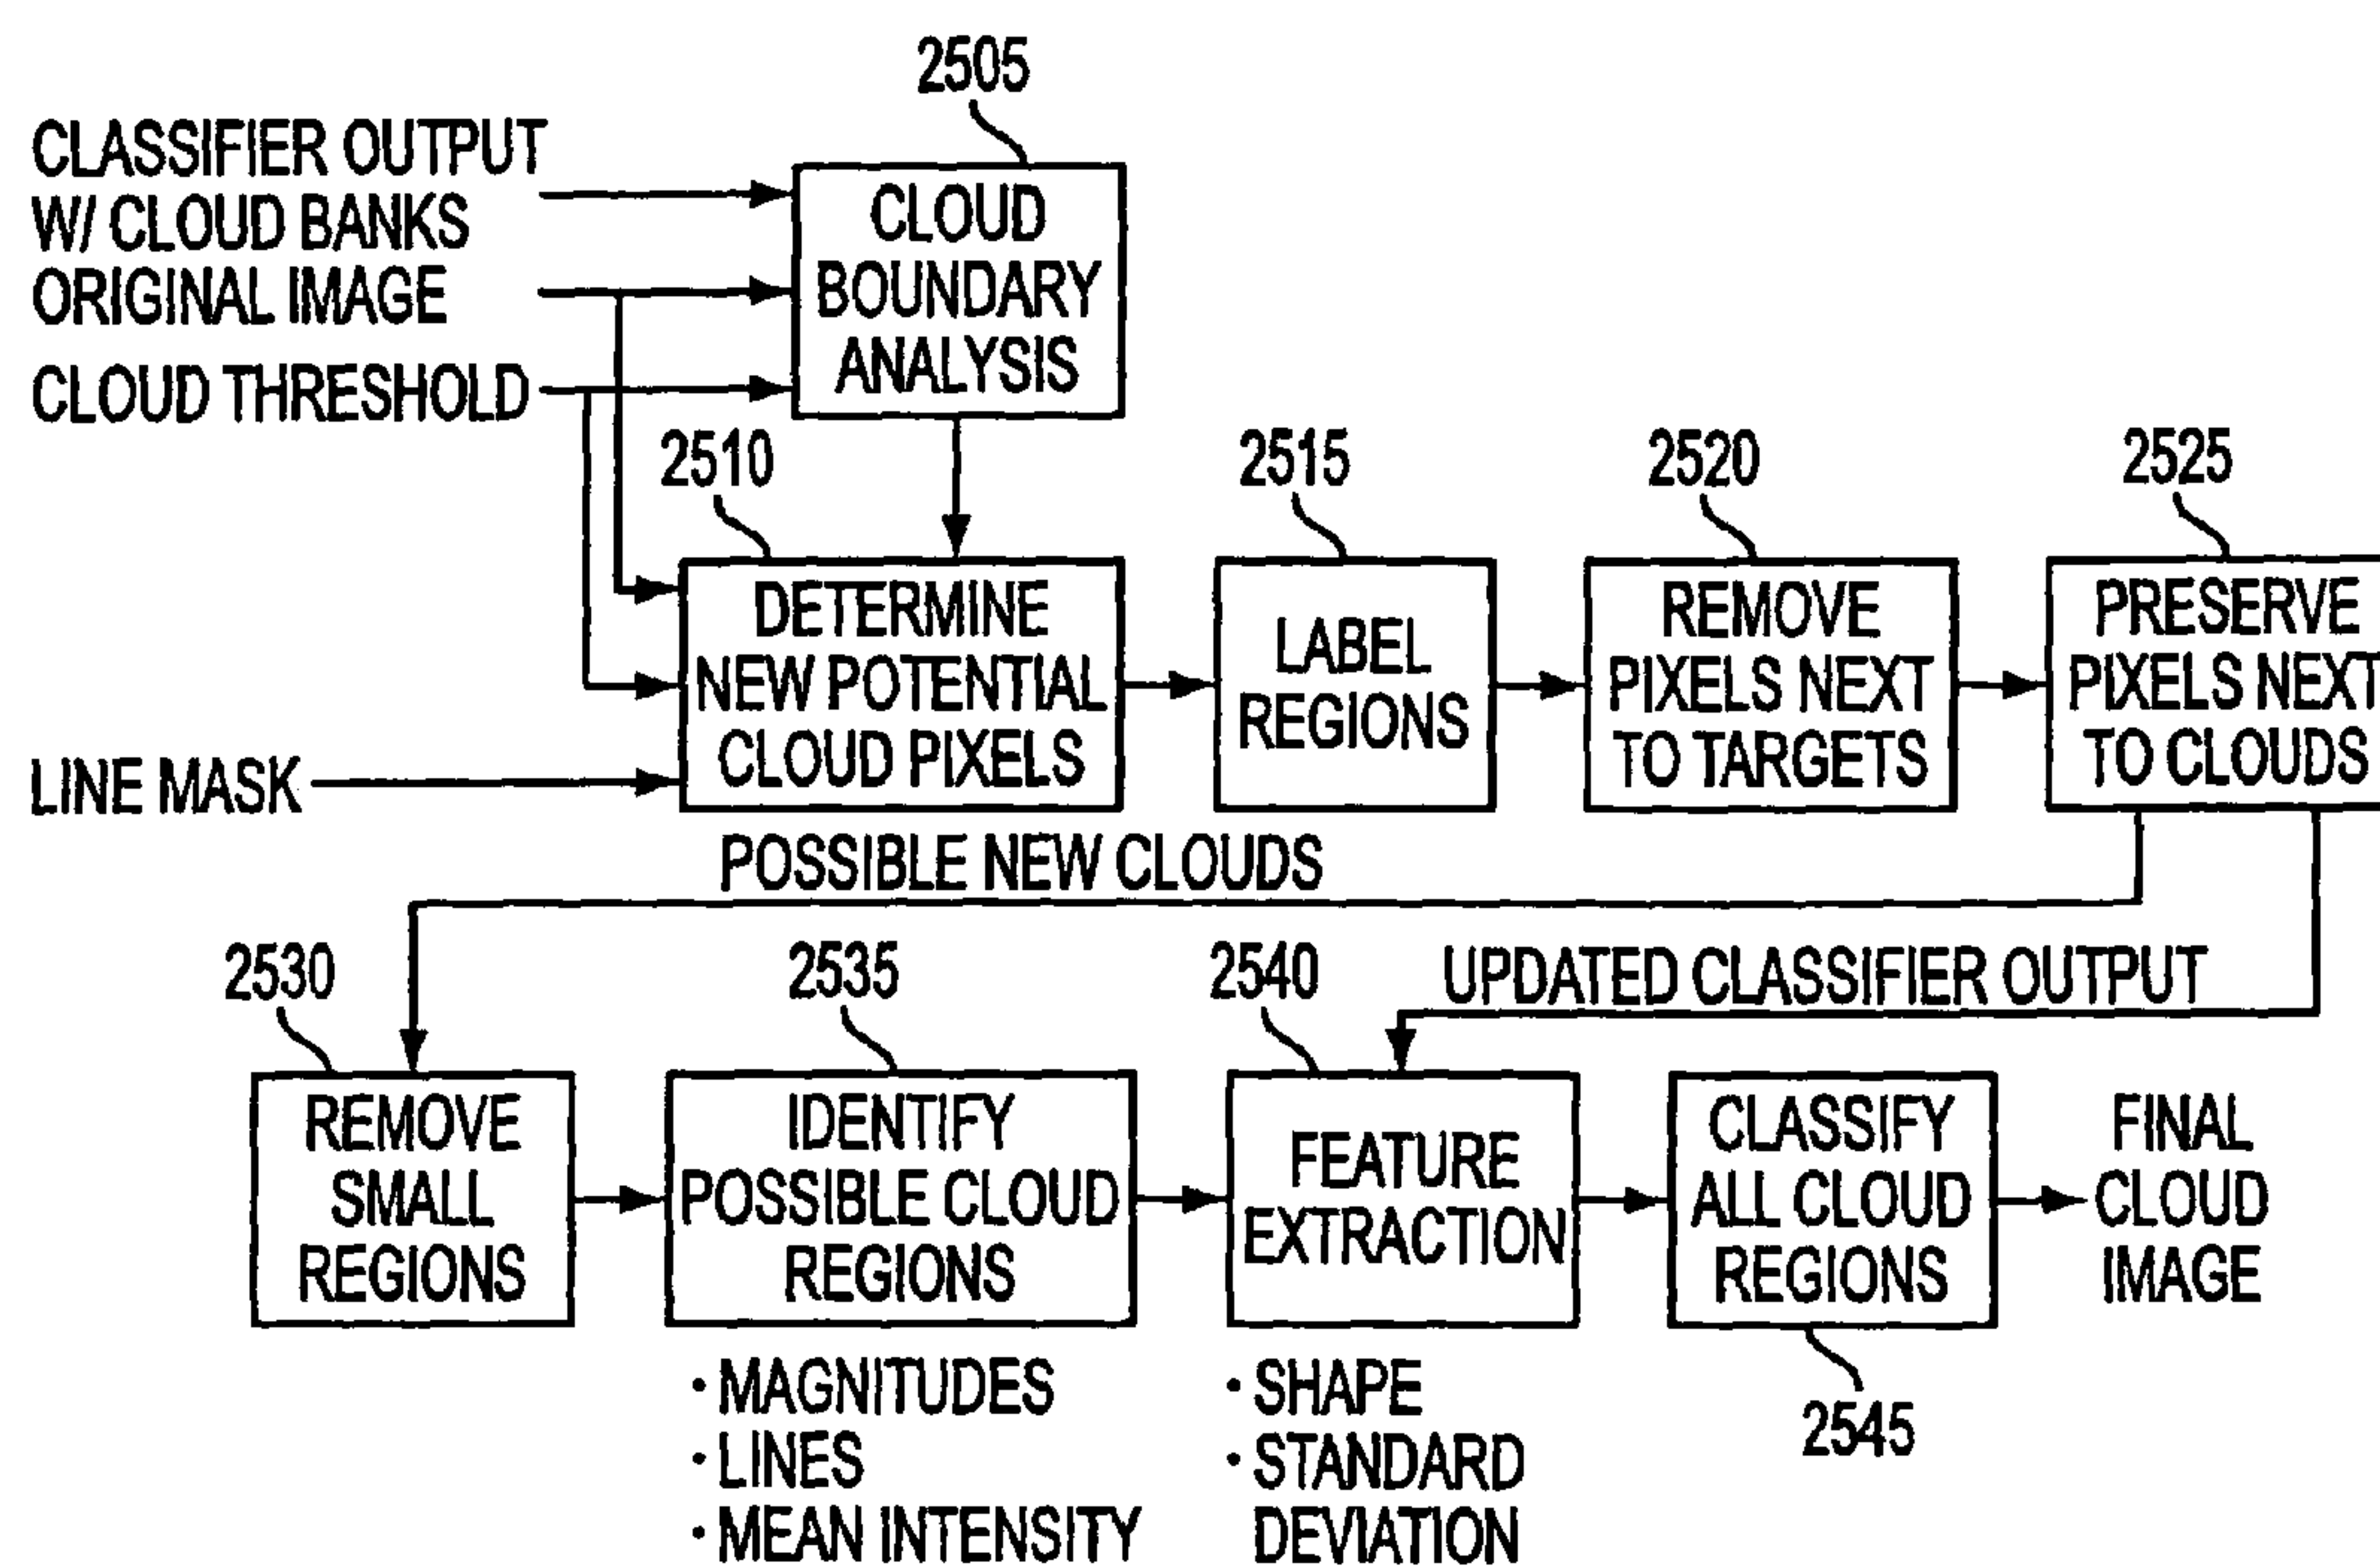 2505
CLASSIFIER OUTPUT
W/ CLOUD BANKS
ORIGINAL IMAGE
CLOUD THRESHOLD
CLOUD
BOUNDARY
ANALYSIS
2510
2515
2520
2525
DETERMINE
NEW POTENTIAL
CLOUD PIXELS
LABEL
REGIONS
REMOVE
PIXELS NEXT
TO TARGETS
PRESERVE
PIXELS NEXT
TO CLOUDS
LINE MASK
POSSIBLE NEW CLOUDS
2530
2535
2540
UPDATED CLASSIFIER OUTPUT
REMOVE
SMALL
REGIONS
IDENTIFY
POSSIBLE CLOUD
REGIONS
FEATURE
EXTRACTION
CLASSIFY
ALL CLOUD
REGIONS
FINAL
CLOUD
IMAGE
• MAGNITUDES
• LINES
• MEAN INTENSITY
• SHAPE
• STANDARD
DEVIATION
2545